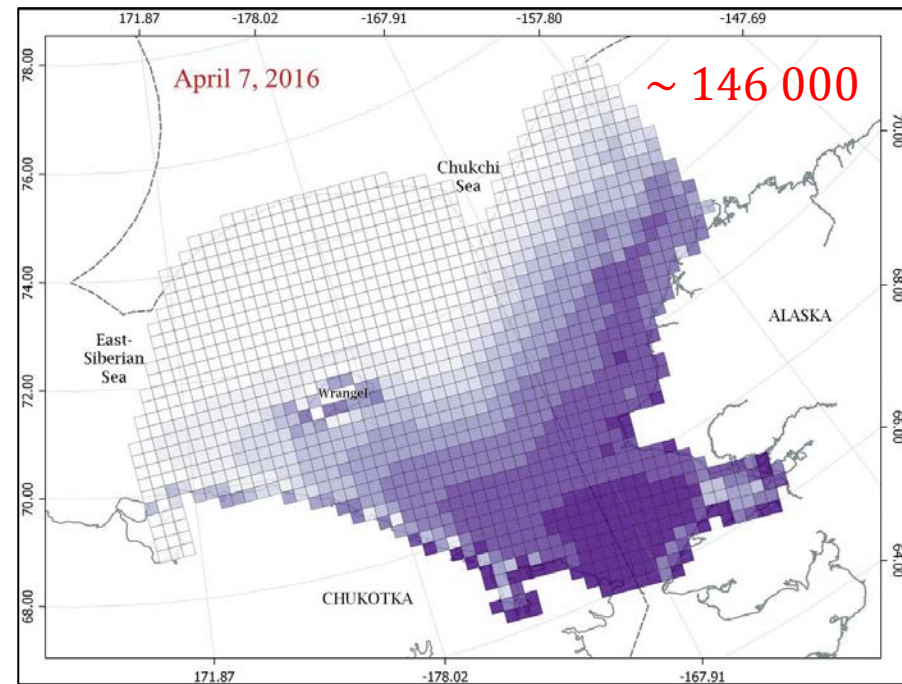 171.87
-178.02
-167.91
-157.80
-147.69
April 7, 2016
~ 146 000
78.00
76.00
74.00
72.00
70.00
68.00
70.00
68.00
66.00
64.00
Chukchi
Sea
East-
Siberian
Sea
Wrangel
ALASKA
CHUKOTKA
171.87
-178.02
-167.91